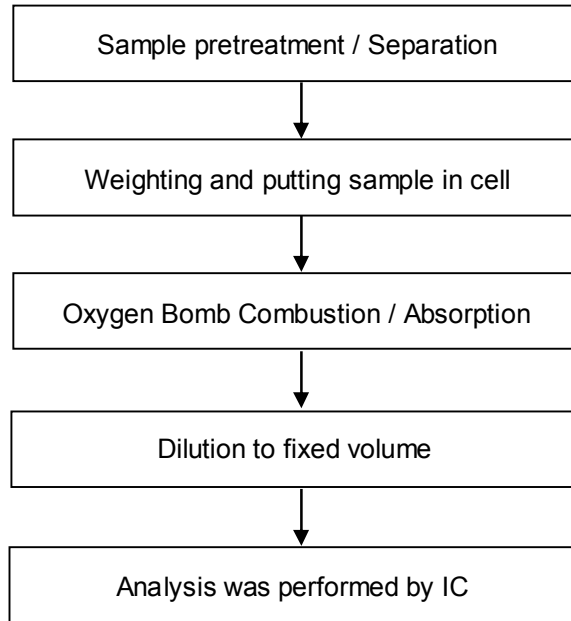 Sample pretreatment / Separation
Weighting and putting sample in cell
Oxygen Bomb Combustion / Absorption
Dilution to fixed volume
Analysis was performed by IC